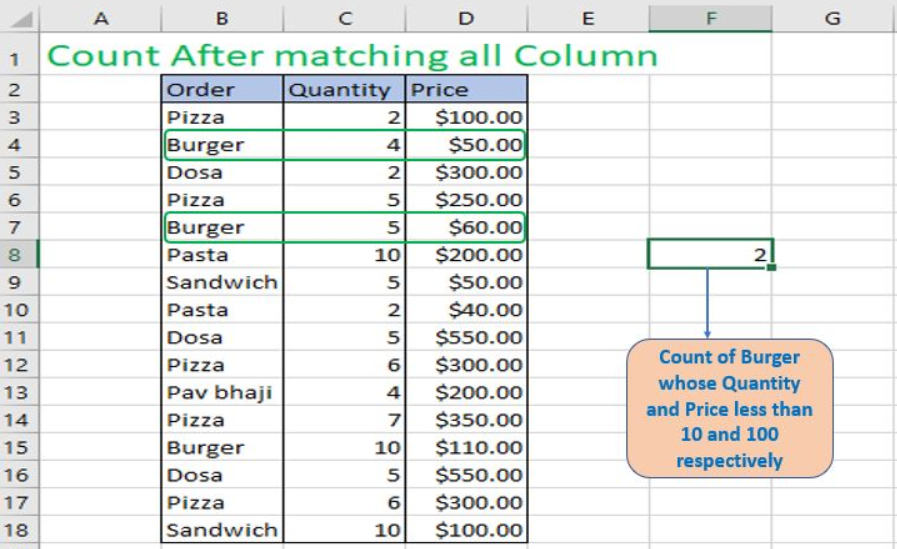 A B C D E F G
1 Count After matching all Column
2 Order Quantity Price
3 Pizza 2 $100.00
4 Burger 4 $50.00
5 Dosa 2 $300.00
6 Pizza 5 $250.00
7 Burger 5 $60.00
8 Pasta 10 $200.00 2
9 Sandwich 5 $50.00
10 Pasta 2 $40.00
11 Dosa 5 $550.00
12 Pizza 6 $300.00
13 Pav bhaji 4 $200.00
14 Pizza 7 $350.00
15 Burger 10 $110.00
16 Dosa 5 $550.00
17 Pizza 6 $300.00
18 Sandwich 10 $100.00
Count of Burger
whose Quantity
and Price less than
10 and 100
respectively